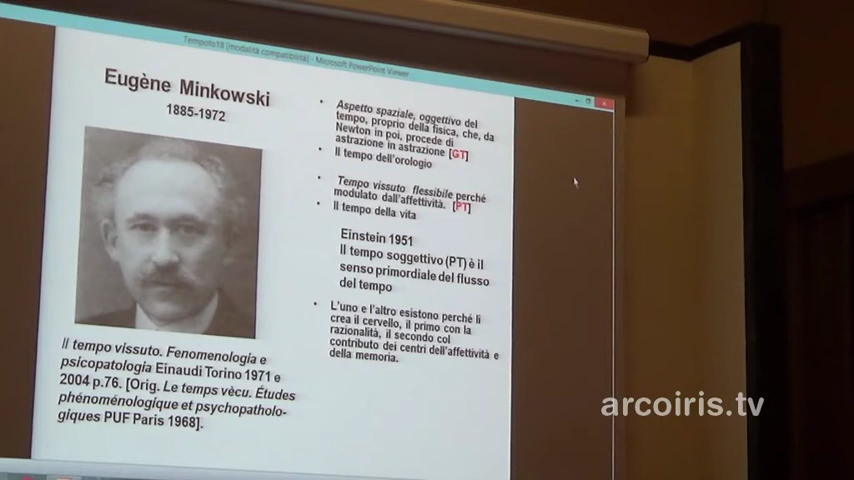 Tempofo18 [modalità compatibilità] - Microsoft PowerPoint Viewer
Eugène Minkowski
1885-1972
Il tempo vissuto. Fenomenologia e
psicopatologia Einaudi Torino 1971 e
2004 p.76. [Orig. Le temps vècu. Études
phénoménologique et psychopatholo-
giques PUF Paris 1968].
• Aspetto spaziale, oggettivo del
tempo, proprio della fisica, che, da
Newton in poi, procede di
astrazione in astrazione [GT]
• Il tempo dell'orologio
• Tempo vissuto flessibile perché
modulato dall'affettività. [PT]
• Il tempo della vita
Einstein 1951
Il tempo soggettivo (PT) è il
senso primordiale del flusso
del tempo
• L'uno e l'altro esistono perché li
crea il cervello, il primo con la
razionalità, il secondo col
contributo dei centri dell'affettività e
della memoria.
arcoiris.tv